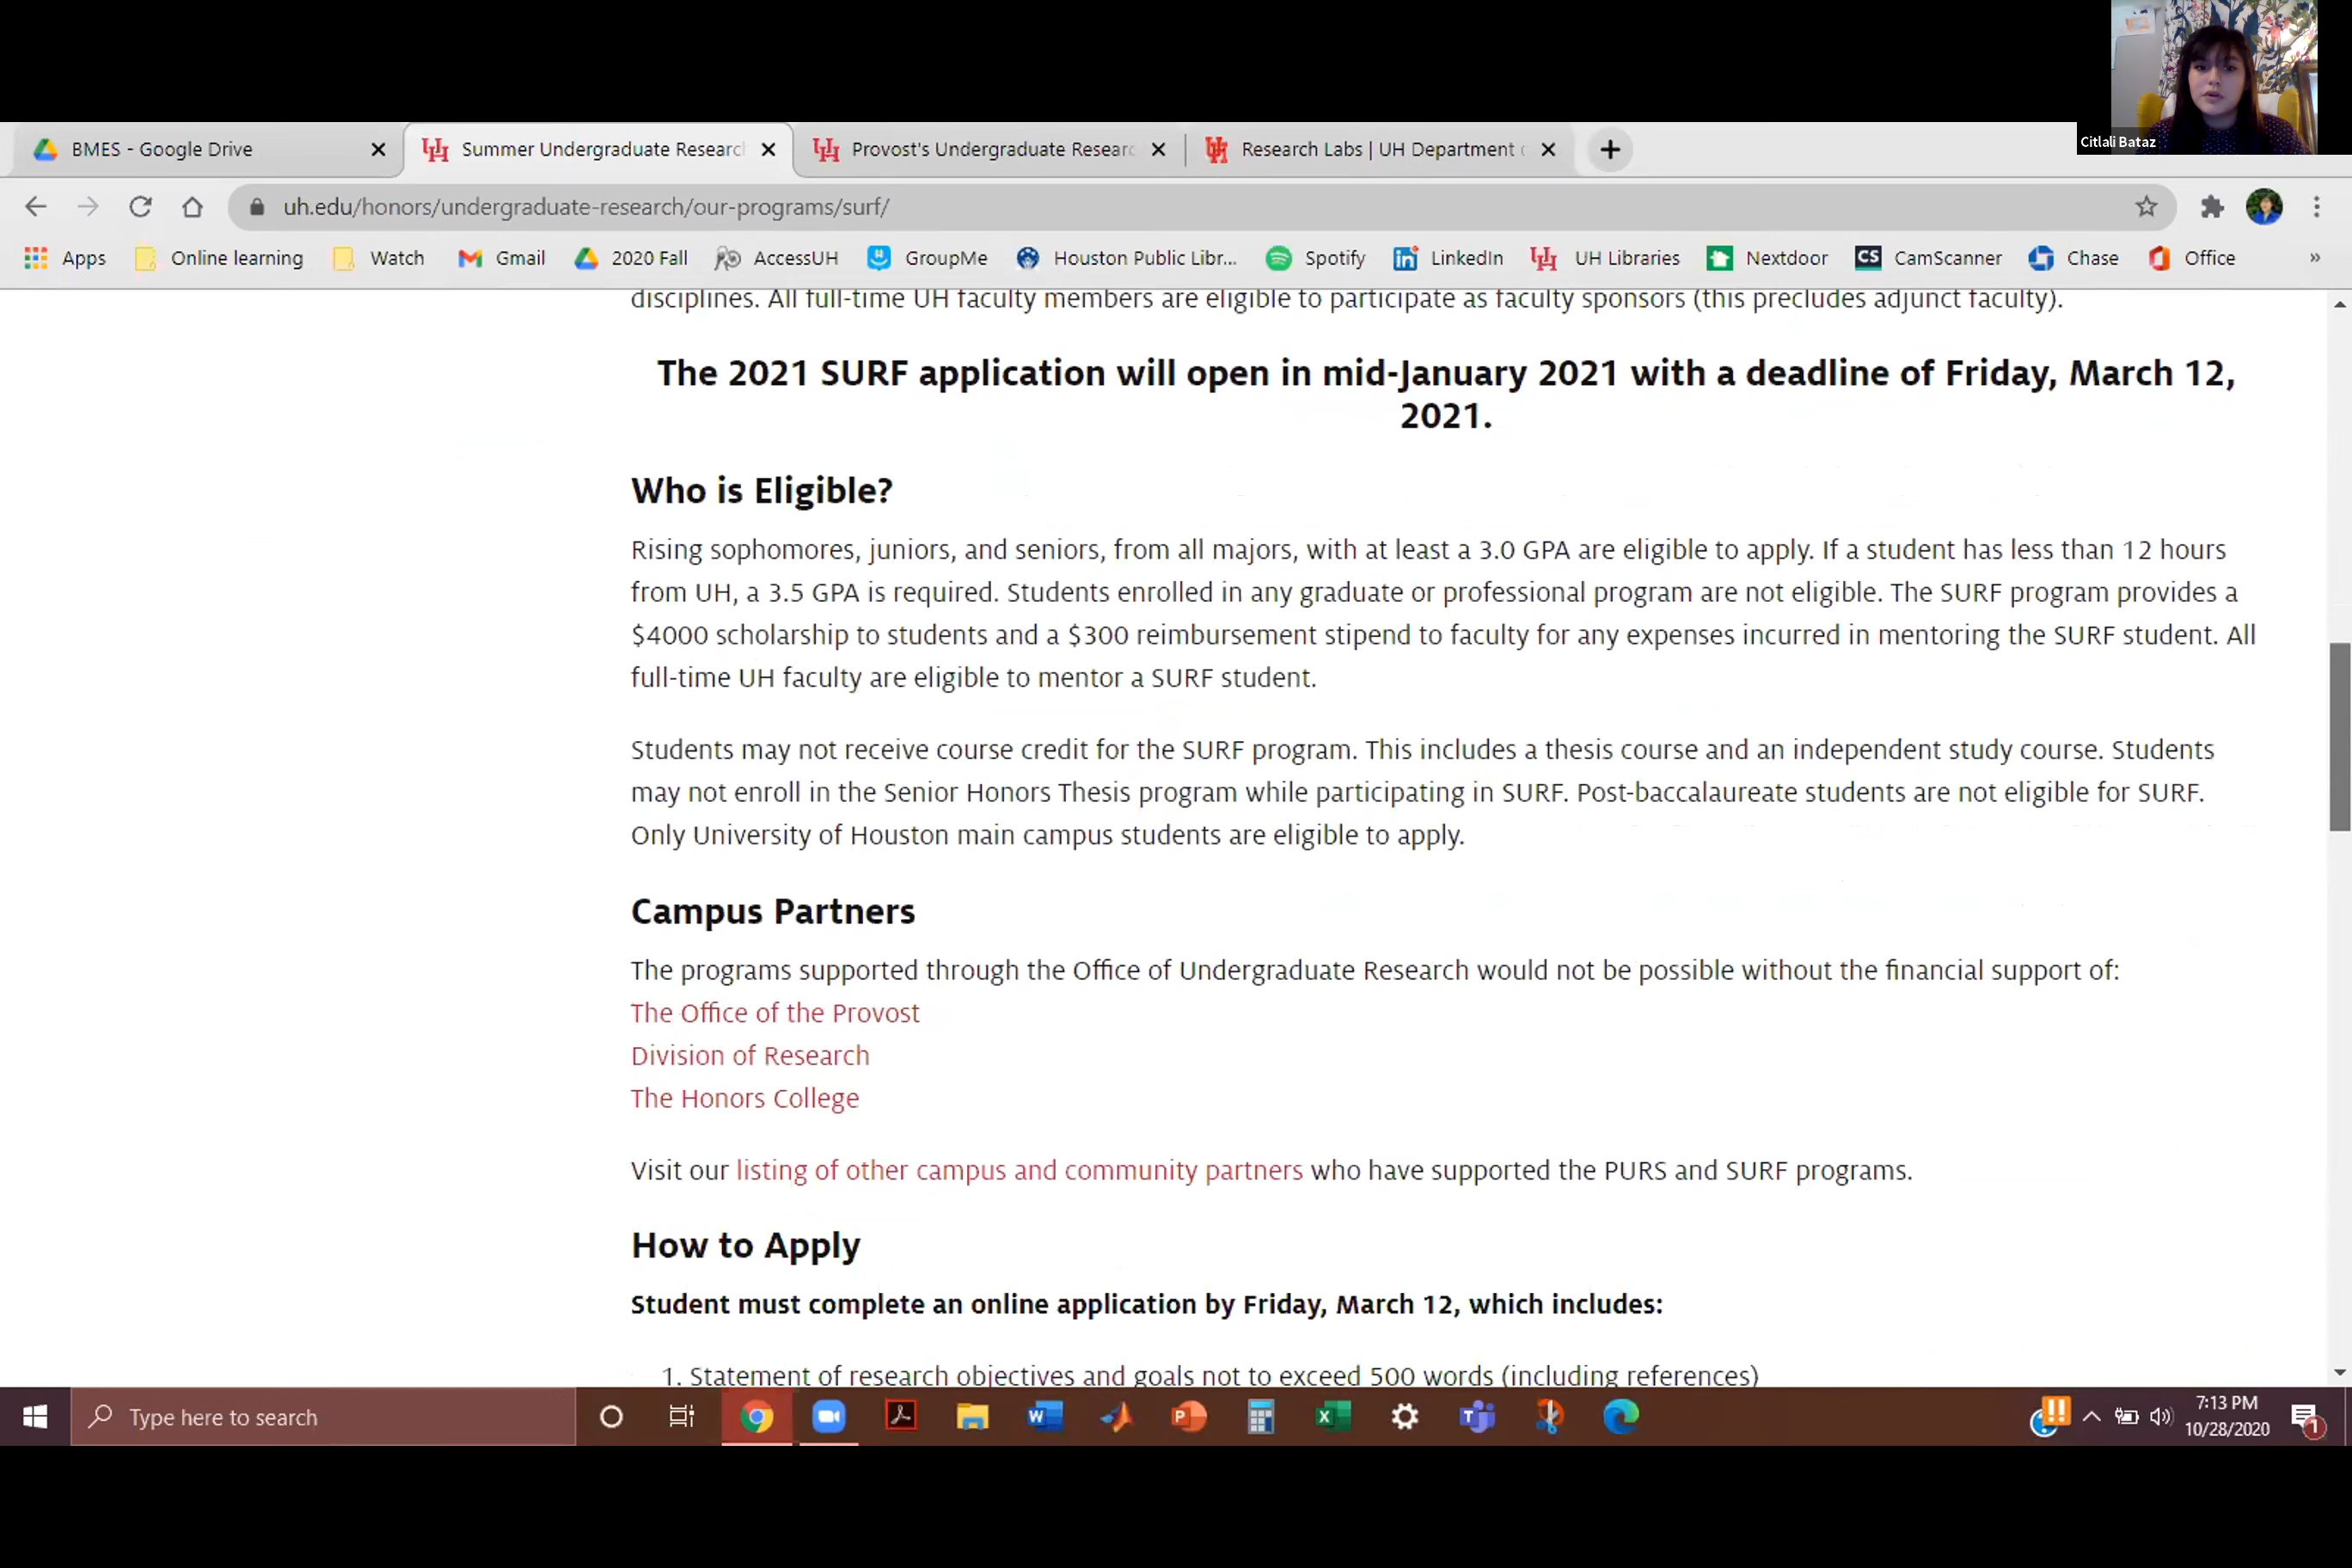 Citlali Bataz
BMES - Google Drive
Summer Undergraduate Research
Provost's Undergraduate Researc
Research Labs | UH Department
uh.edu/honors/undergraduate-research/our-programs/surf/
Apps Online learning Watch Gmail 2020 Fall AccessUH GroupMe Houston Public Libr... Spotify LinkedIn UH Libraries Nextdoor CS CamScanner Chase Office »
disciplines. All full-time UH faculty members are eligible to participate as faculty sponsors (this precludes adjunct faculty).
The 2021 SURF application will open in mid-January 2021 with a deadline of Friday, March 12,
2021.
Who is Eligible?
Rising sophomores, juniors, and seniors, from all majors, with at least a 3.0 GPA are eligible to apply. If a student has less than 12 hours
from UH, a 3.5 GPA is required. Students enrolled in any graduate or professional program are not eligible. The SURF program provides a
$4000 scholarship to students and a $300 reimbursement stipend to faculty for any expenses incurred in mentoring the SURF student. All
full-time UH faculty are eligible to mentor a SURF student.
Students may not receive course credit for the SURF program. This includes a thesis course and an independent study course. Students
may not enroll in the Senior Honors Thesis program while participating in SURF. Post-baccalaureate students are not eligible for SURF.
Only University of Houston main campus students are eligible to apply.
Campus Partners
The programs supported through the Office of Undergraduate Research would not be possible without the financial support of:
The Office of the Provost
Division of Research
The Honors College
Visit our listing of other campus and community partners who have supported the PURS and SURF programs.
How to Apply
Student must complete an online application by Friday, March 12, which includes:
1. Statement of research objectives and goals not to exceed 500 words (including references)
Type here to search
7:13 PM
10/28/2020
1